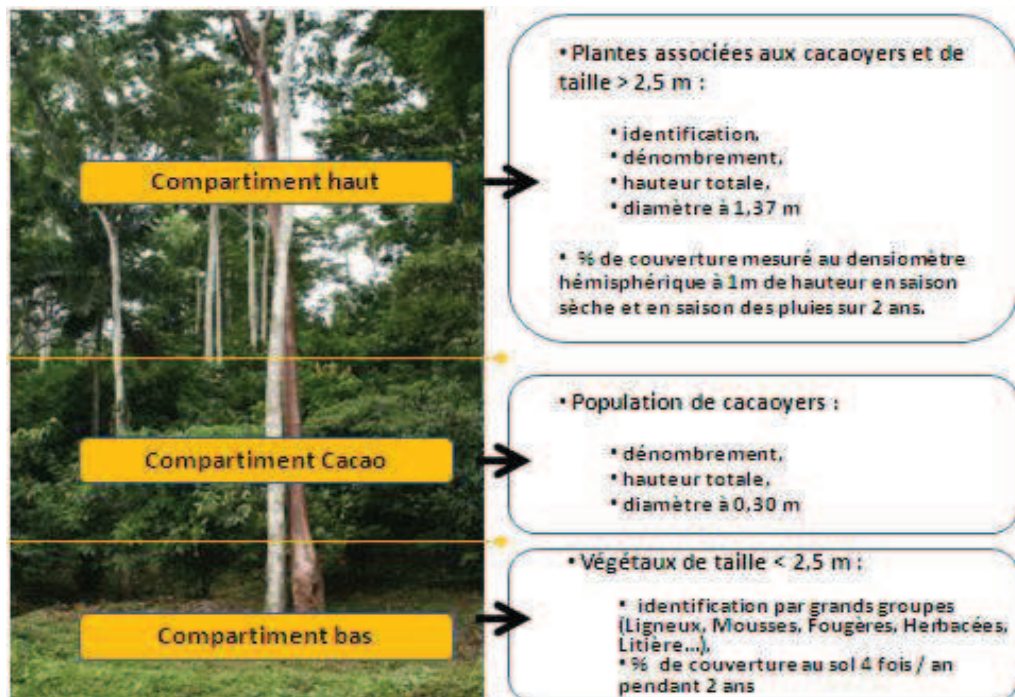 Compartiment haut
• Plantes associées aux cacaoyers et de
taille > 2,5 m :
• identification,
• dénombrement,
• hauteur totale,
• diamètre à 1,37 m
• % de couverture mesuré au densiomètre
hémisphérique à 1m de hauteur en saison
sèche et en saison des pluies sur 2 ans.
Compartiment Cacao
• Population de cacaoyers :
• dénombrement,
• hauteur totale,
• diamètre à 0,30 m
Compartiment bas
• Végétaux de taille < 2,5 m :
• identification par grands groupes
(Ligneux, Mousses, Fougères, Herbacées,
Litière...),
• % de couverture au sol 4 fois / an
pendant 2 ans